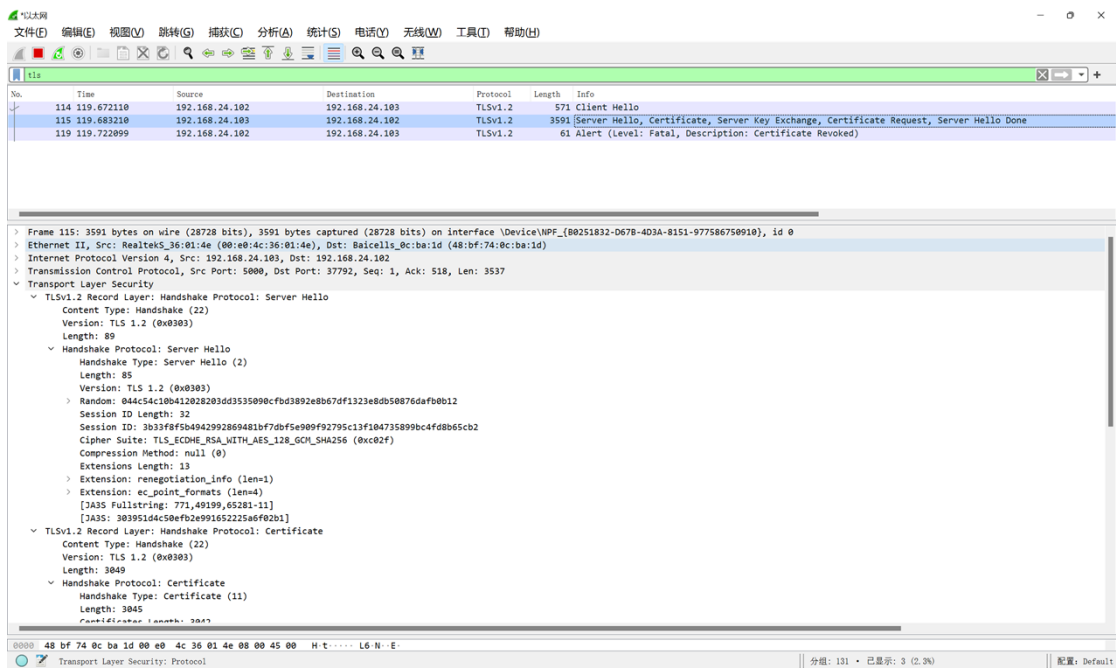 *以太网
文件(F) 编辑(E) 视图(V) 跳转(G) 捕获(C) 分析(A) 统计(S) 电话(Y) 无线(W) 工具(T) 帮助(H)
tls
No. Time Source Destination Protocol Length Info
114 119.672110 192.168.24.102 192.168.24.103 TLSv1.2 571 Client Hello
115 119.683210 192.168.24.103 192.168.24.102 TLSv1.2 3591 Server Hello, Certificate, Server Key Exchange, Certificate Request, Server Hello Done
119 119.722099 192.168.24.102 192.168.24.103 TLSv1.2 61 Alert (Level: Fatal, Description: Certificate Revoked)
Frame 115: 3591 bytes on wire (28728 bits), 3591 bytes captured (28728 bits) on interface \Device\NPF_{B0251832-D67B-4D3A-8151-977586750910}, id 0
Ethernet II, Src: RealtekS_36:01:4e (00:e0:4c:36:01:4e), Dst: Baicells_0c:ba:1d (48:bf:74:0c:ba:1d)
Internet Protocol Version 4, Src: 192.168.24.103, Dst: 192.168.24.102
Transmission Control Protocol, Src Port: 5000, Dst Port: 37792, Seq: 1, Ack: 518, Len: 3537
Transport Layer Security
TLSv1.2 Record Layer: Handshake Protocol: Server Hello
Content Type: Handshake (22)
Version: TLS 1.2 (0x0303)
Length: 89
Handshake Protocol: Server Hello
Handshake Type: Server Hello (2)
Length: 85
Version: TLS 1.2 (0x0303)
Random: 044c54c10b412028203dd3535090cfbd3892e8b67df1323e8db50876dafb0b12
Session ID Length: 32
Session ID: 3b33f8f5b4942992869481bf7dbf5e909f92795c13f104735899bc4fd8b65cb2
Cipher Suite: TLS_ECDHE_RSA_WITH_AES_128_GCM_SHA256 (0xc02f)
Compression Method: null (0)
Extensions Length: 13
Extension: renegotiation_info (len=1)
Extension: ec_point_formats (len=4)
[JA3S Fullstring: 771,49199,65281-11]
[JA3S: 303951d4c50efb2e991652225a6f02b1]
TLSv1.2 Record Layer: Handshake Protocol: Certificate
Content Type: Handshake (22)
Version: TLS 1.2 (0x0303)
Length: 3049
Handshake Protocol: Certificate
Handshake Type: Certificate (11)
Length: 3045
Certificates Length: 3042
0000 48 bf 74 0c ba 1d 00 e0 4c 36 01 4e 08 00 45 00 H·t····· L6·N··E·
Transport Layer Security: Protocol 分组: 131 • 已显示: 3 (2.3%) 配置: Default